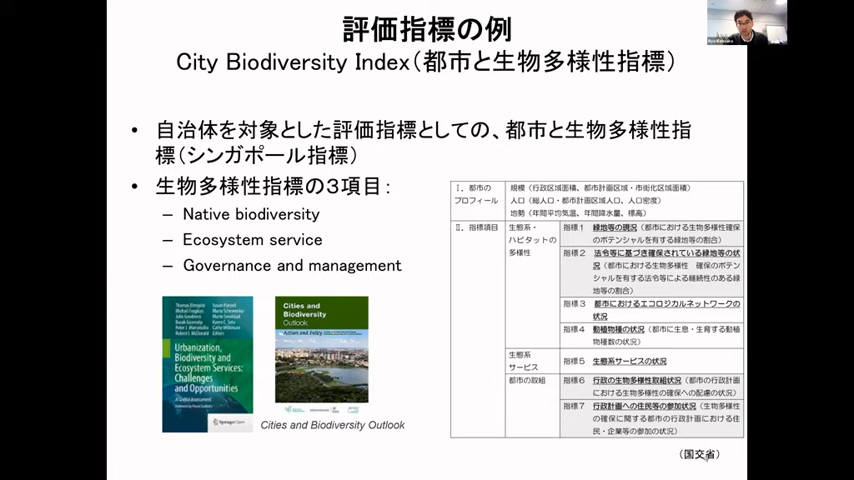 評価指標の例
City Biodiversity Index(都市と生物多様性指標)
• 自治体を対象とした評価指標としての、都市と生物多様性指
標(シンガポール指標)
• 生物多様性指標の3項目:
– Native biodiversity
– Ecosystem service
– Governance and management
Urbanization,
Biodiversity and
Ecosystem Services:
Challenges
and Opportunities
A Global Assessment
Springer Open
Cities and
Biodiversity
Outlook
Action and Policy
Cities and Biodiversity Outlook
Ⅰ.都市の
プロフィール
規模(行政区域面積、都市計画区域・市街化区域面積)
人口(総人口・都市計画区域人口、人口密度)
地勢(年間平均気温、年間降水量、標高)
Ⅱ.指標項目
生態系・
ハビタットの
多様性
指標1 緑地等の現況(都市における生物多様性確保
のポテンシャルを有する緑地等の割合)
指標2 法令等に基づき確保されている緑地等の状
況(都市における生物多様性 確保のポテン
シャルを有する法令等による継続性のある緑
地等の割合)
指標3 都市におけるエコロジカルネットワークの
状況
指標4 動植物種の状況(都市に生息・生育する動植
物種数の状況)
生態系
サービス
指標5 生態系サービスの状況
都市の取組
指標6 行政の生物多様性取組状況(都市の行政計画
における生物多様性の確保への配慮の状況)
指標7 行政計画への住民等の参加状況(生物多様性
の確保に関する都市の行政計画における住
民・企業等の参加の状況)
(国交省)